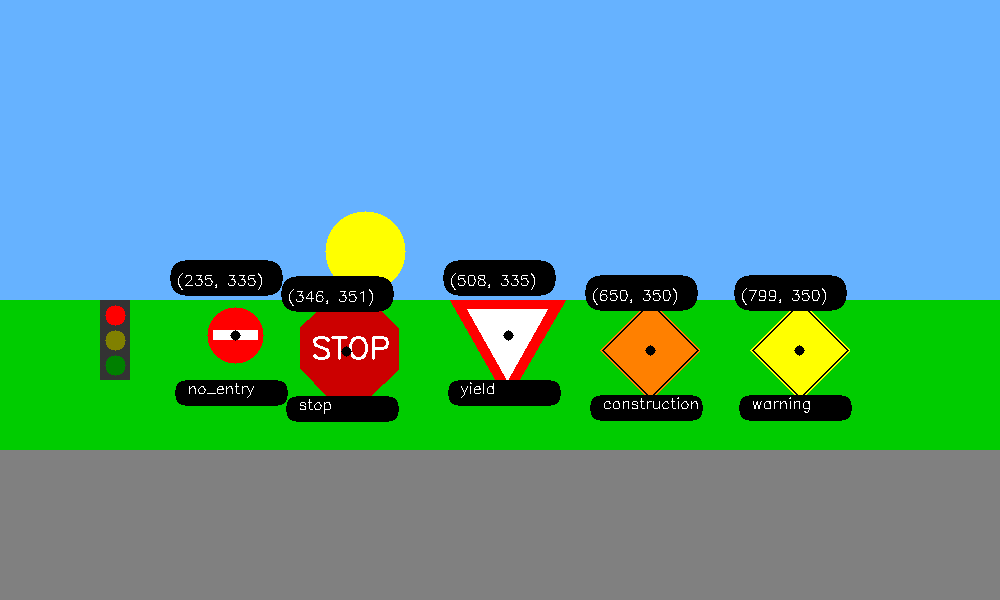 (235, 335)
(346, 351)
(508, 335)
(650, 350)
(799, 350)
STOP
no_entry
stop
yield
construction
warning